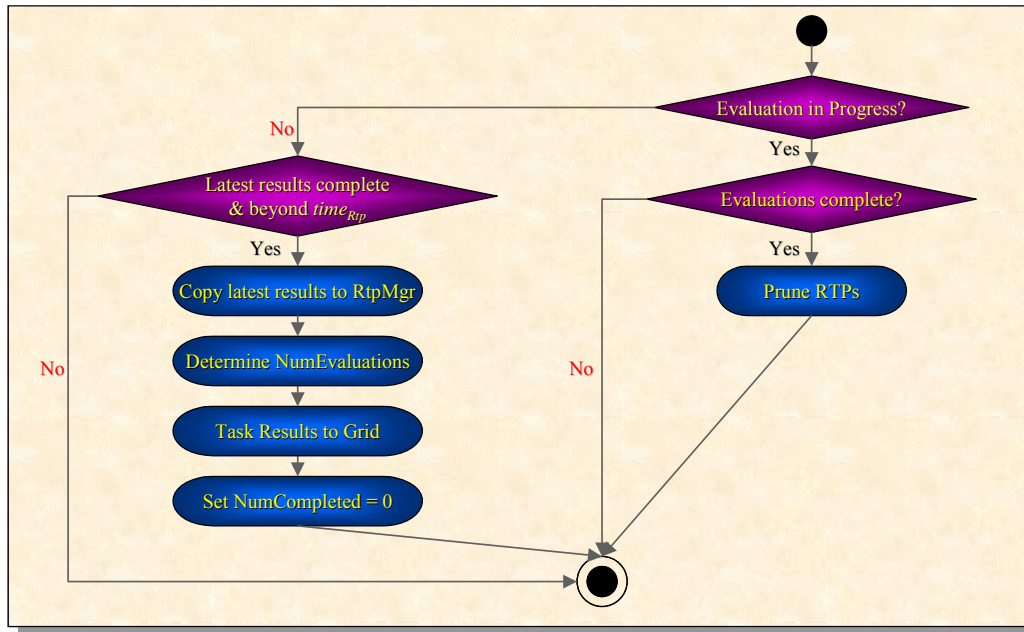 Evaluation in Progress?
No
Yes
Latest results complete
& beyond time_Rtp
Evaluations complete?
Yes
Yes
Copy latest results to RtpMgr
Prune RTPs
Determine NumEvaluations
No
No
Task Results to Grid
Set NumCompleted = 0